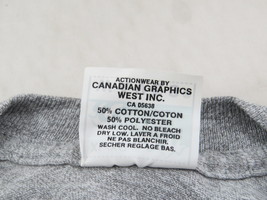 ACTIONWEAR BY
CANADIAN GRAPHICS
WEST INC.
CA 05638
50% COTTON/COTON
50% POLYESTER
WASH COOL. NO BLEACH
DRY LOW. LAVER A FROID
NE PAS BLANCHIR.
SECHER REGLAGE BAS.